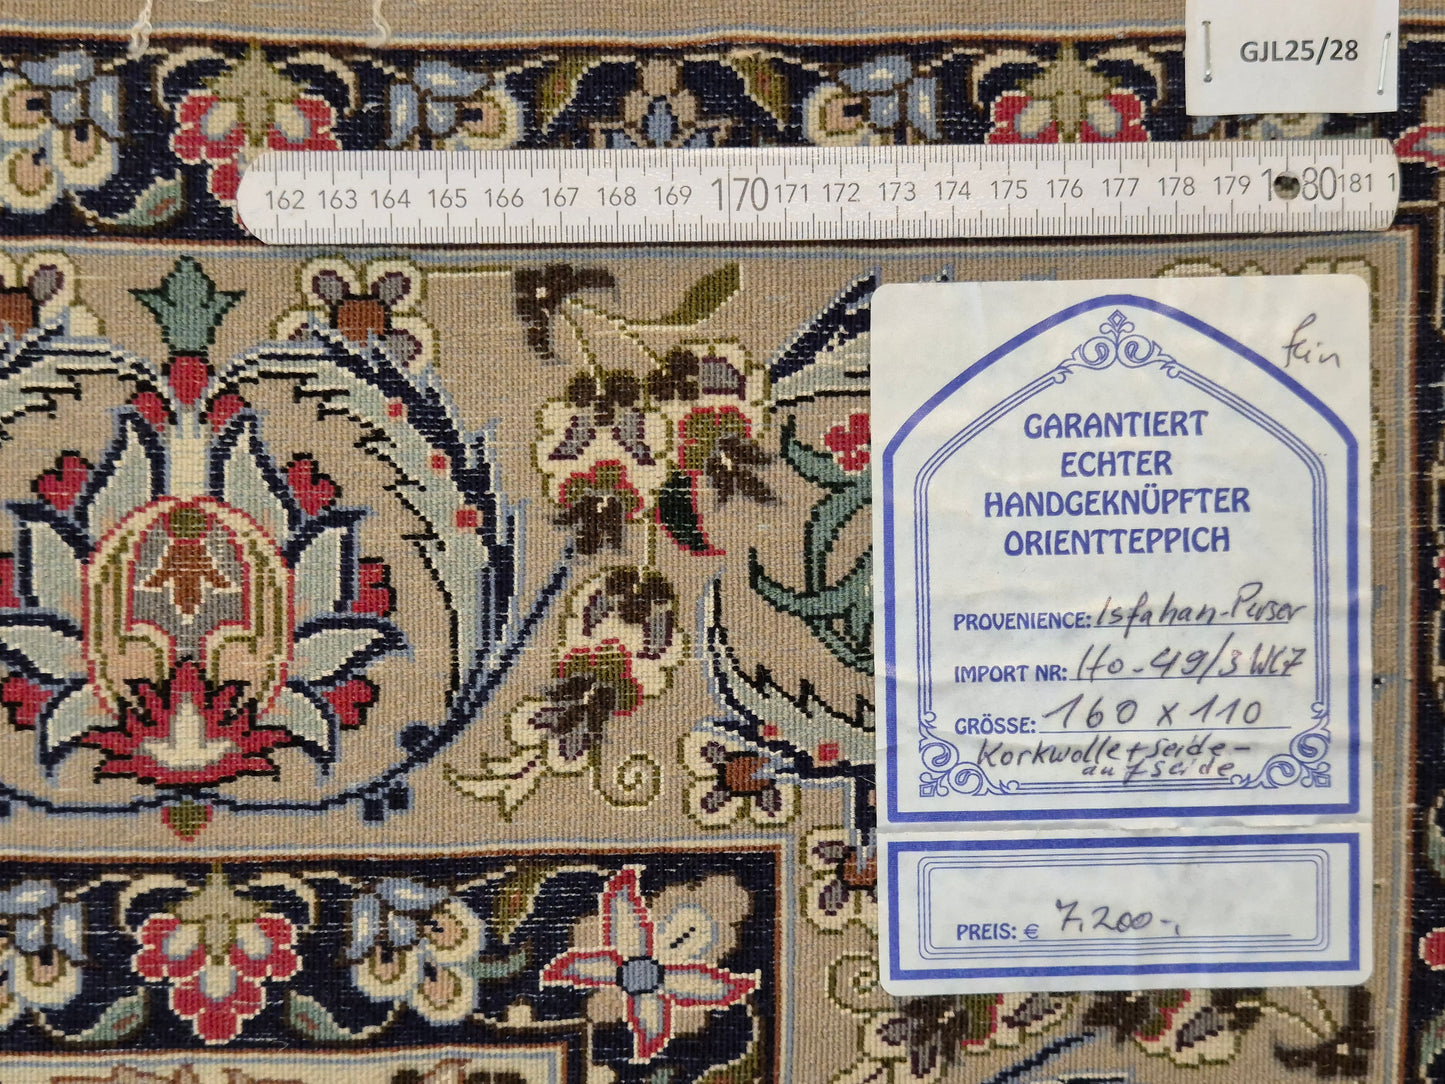 GJL25/28
162 163 164 165 166 167 168 169 170 171 172 173 174 175 176 177 178 179 180 181 1
fein
GARANTIERT
ECHTER
HANDGEKNÜPFTER
ORIENTTEPPICH
PROVENIENCE: Isfahan-Perser
IMPORT NR: Ho-49/3 WK7
GRÖSSE: 160 x 110
Korkwolle + Seide-
auf Seide
PREIS: € 7.200-,